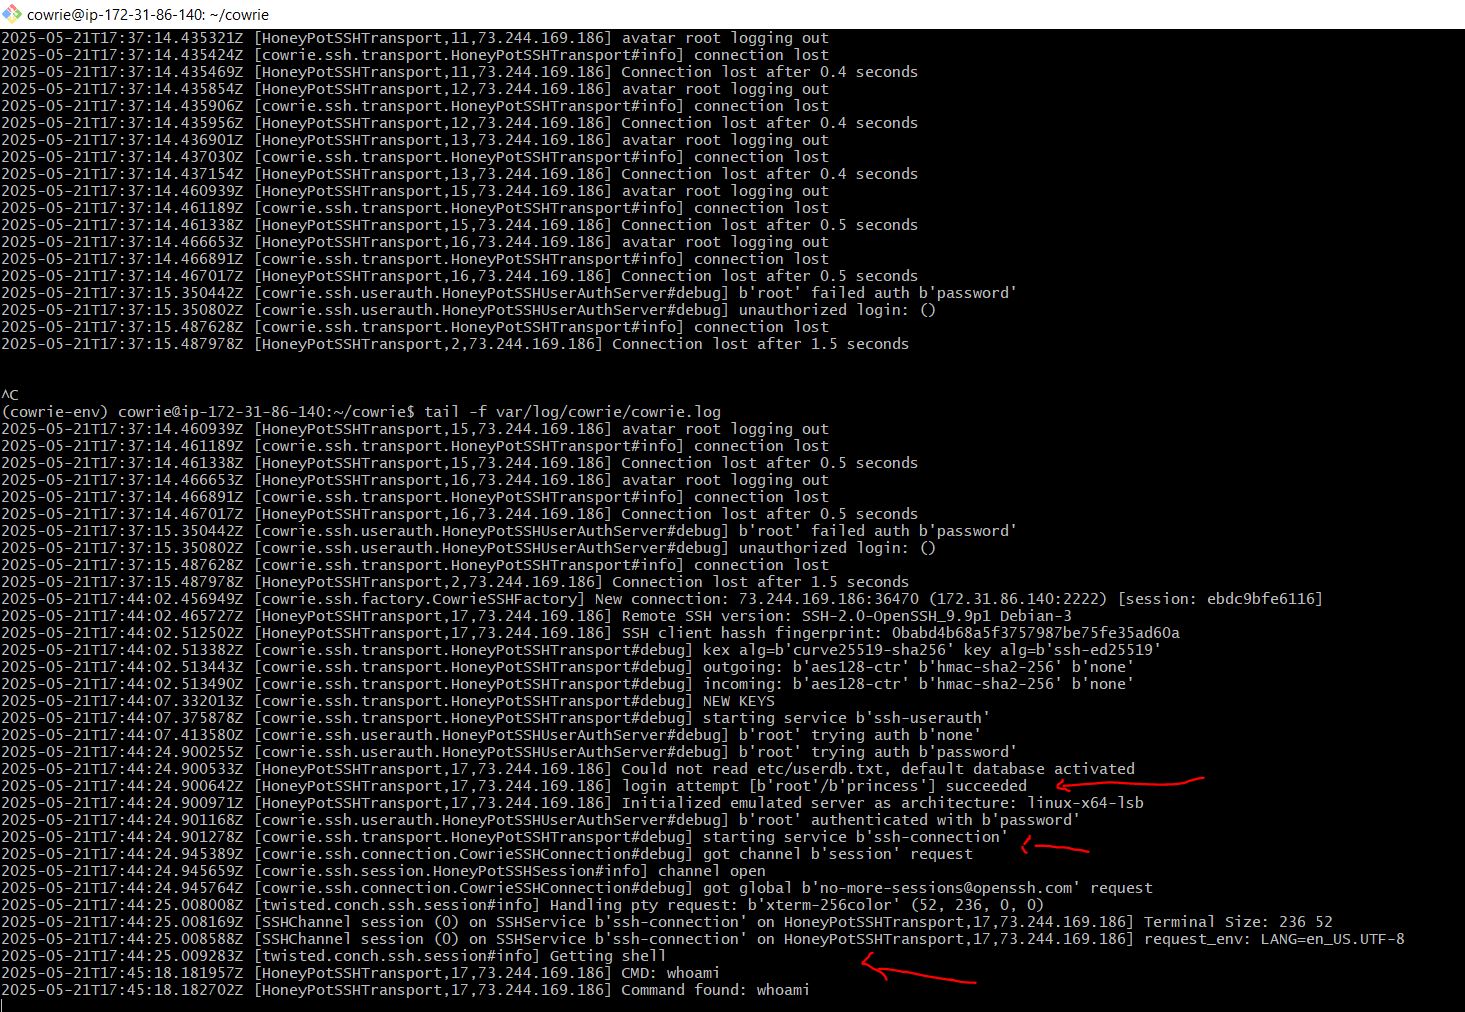 cowrie@ip-172-31-86-140: ~/cowrie
2025-05-21T17:37:14.435321Z [HoneyPotSSHTransport,11,73.244.169.186] avatar root logging out
2025-05-21T17:37:14.435424Z [cowrie.ssh.transport.HoneyPotSSHTransport#info] connection lost
2025-05-21T17:37:14.435469Z [HoneyPotSSHTransport,11,73.244.169.186] Connection lost after 0.4 seconds
2025-05-21T17:37:14.435854Z [HoneyPotSSHTransport,12,73.244.169.186] avatar root logging out
2025-05-21T17:37:14.435906Z [cowrie.ssh.transport.HoneyPotSSHTransport#info] connection lost
2025-05-21T17:37:14.435956Z [HoneyPotSSHTransport,12,73.244.169.186] Connection lost after 0.4 seconds
2025-05-21T17:37:14.436901Z [HoneyPotSSHTransport,13,73.244.169.186] avatar root logging out
2025-05-21T17:37:14.437030Z [cowrie.ssh.transport.HoneyPotSSHTransport#info] connection lost
2025-05-21T17:37:14.437154Z [HoneyPotSSHTransport,13,73.244.169.186] Connection lost after 0.4 seconds
2025-05-21T17:37:14.460939Z [HoneyPotSSHTransport,15,73.244.169.186] avatar root logging out
2025-05-21T17:37:14.461189Z [cowrie.ssh.transport.HoneyPotSSHTransport#info] connection lost
2025-05-21T17:37:14.461338Z [HoneyPotSSHTransport,15,73.244.169.186] Connection lost after 0.5 seconds
2025-05-21T17:37:14.466653Z [HoneyPotSSHTransport,16,73.244.169.186] avatar root logging out
2025-05-21T17:37:14.466891Z [cowrie.ssh.transport.HoneyPotSSHTransport#info] connection lost
2025-05-21T17:37:14.467017Z [HoneyPotSSHTransport,16,73.244.169.186] Connection lost after 0.5 seconds
2025-05-21T17:37:15.350442Z [cowrie.ssh.userauth.HoneyPotSSHUserAuthServer#debug] b'root' failed auth b'password'
2025-05-21T17:37:15.350802Z [cowrie.ssh.userauth.HoneyPotSSHUserAuthServer#debug] unauthorized login: ()
2025-05-21T17:37:15.487628Z [cowrie.ssh.transport.HoneyPotSSHTransport#info] connection lost
2025-05-21T17:37:15.487978Z [HoneyPotSSHTransport,2,73.244.169.186] Connection lost after 1.5 seconds
^C
(cowrie-env) cowrie@ip-172-31-86-140:~/cowrie$ tail -f var/log/cowrie/cowrie.log
2025-05-21T17:37:14.460939Z [HoneyPotSSHTransport,15,73.244.169.186] avatar root logging out
2025-05-21T17:37:14.461189Z [cowrie.ssh.transport.HoneyPotSSHTransport#info] connection lost
2025-05-21T17:37:14.461338Z [HoneyPotSSHTransport,15,73.244.169.186] Connection lost after 0.5 seconds
2025-05-21T17:37:14.466653Z [HoneyPotSSHTransport,16,73.244.169.186] avatar root logging out
2025-05-21T17:37:14.466891Z [cowrie.ssh.transport.HoneyPotSSHTransport#info] connection lost
2025-05-21T17:37:14.467017Z [HoneyPotSSHTransport,16,73.244.169.186] Connection lost after 0.5 seconds
2025-05-21T17:37:15.350442Z [cowrie.ssh.userauth.HoneyPotSSHUserAuthServer#debug] b'root' failed auth b'password'
2025-05-21T17:37:15.350802Z [cowrie.ssh.userauth.HoneyPotSSHUserAuthServer#debug] unauthorized login: ()
2025-05-21T17:37:15.487628Z [cowrie.ssh.transport.HoneyPotSSHTransport#info] connection lost
2025-05-21T17:37:15.487978Z [HoneyPotSSHTransport,2,73.244.169.186] Connection lost after 1.5 seconds
2025-05-21T17:44:02.456949Z [cowrie.ssh.factory.CowrieSSHFactory] New connection: 73.244.169.186:36470 (172.31.86.140:2222) [session: ebdc9bfe6116]
2025-05-21T17:44:02.465727Z [HoneyPotSSHTransport,17,73.244.169.186] Remote SSH version: SSH-2.0-OpenSSH_9.9p1 Debian-3
2025-05-21T17:44:02.512502Z [HoneyPotSSHTransport,17,73.244.169.186] SSH client hassh fingerprint: 0babd4b68a5f3757987be75fe35ad60a
2025-05-21T17:44:02.513382Z [cowrie.ssh.transport.HoneyPotSSHTransport#debug] kex alg=b'curve25519-sha256' key alg=b'ssh-ed25519'
2025-05-21T17:44:02.513443Z [cowrie.ssh.transport.HoneyPotSSHTransport#debug] outgoing: b'aes128-ctr' b'hmac-sha2-256' b'none'
2025-05-21T17:44:02.513490Z [cowrie.ssh.transport.HoneyPotSSHTransport#debug] incoming: b'aes128-ctr' b'hmac-sha2-256' b'none'
2025-05-21T17:44:07.332013Z [cowrie.ssh.transport.HoneyPotSSHTransport#debug] NEW KEYS
2025-05-21T17:44:07.375878Z [cowrie.ssh.transport.HoneyPotSSHTransport#debug] starting service b'ssh-userauth'
2025-05-21T17:44:07.413580Z [cowrie.ssh.userauth.HoneyPotSSHUserAuthServer#debug] b'root' trying auth b'none'
2025-05-21T17:44:24.900255Z [cowrie.ssh.userauth.HoneyPotSSHUserAuthServer#debug] b'root' trying auth b'password'
2025-05-21T17:44:24.900533Z [HoneyPotSSHTransport,17,73.244.169.186] Could not read etc/userdb.txt, default database activated
2025-05-21T17:44:24.900642Z [HoneyPotSSHTransport,17,73.244.169.186] login attempt [b'root'/b'princess'] succeeded
2025-05-21T17:44:24.900971Z [HoneyPotSSHTransport,17,73.244.169.186] Initialized emulated server as architecture: linux-x64-lsb
2025-05-21T17:44:24.901168Z [cowrie.ssh.userauth.HoneyPotSSHUserAuthServer#debug] b'root' authenticated with b'password'
2025-05-21T17:44:24.901278Z [cowrie.ssh.transport.HoneyPotSSHTransport#debug] starting service b'ssh-connection'
2025-05-21T17:44:24.945389Z [cowrie.ssh.connection.CowrieSSHConnection#debug] got channel b'session' request
2025-05-21T17:44:24.945659Z [cowrie.ssh.session.HoneyPotSSHSession#info] channel open
2025-05-21T17:44:24.945764Z [cowrie.ssh.connection.CowrieSSHConnection#debug] got global b'no-more-sessions@openssh.com' request
2025-05-21T17:44:25.008008Z [twisted.conch.ssh.session#info] Handling pty request: b'xterm-256color' (52, 236, 0, 0)
2025-05-21T17:44:25.008169Z [SSHChannel session (0) on SSHService b'ssh-connection' on HoneyPotSSHTransport,17,73.244.169.186] Terminal Size: 236 52
2025-05-21T17:44:25.008588Z [SSHChannel session (0) on SSHService b'ssh-connection' on HoneyPotSSHTransport,17,73.244.169.186] request_env: LANG=en_US.UTF-8
2025-05-21T17:44:25.009283Z [twisted.conch.ssh.session#info] Getting shell
2025-05-21T17:45:18.181957Z [HoneyPotSSHTransport,17,73.244.169.186] CMD: whoami
2025-05-21T17:45:18.182702Z [HoneyPotSSHTransport,17,73.244.169.186] Command found: whoami